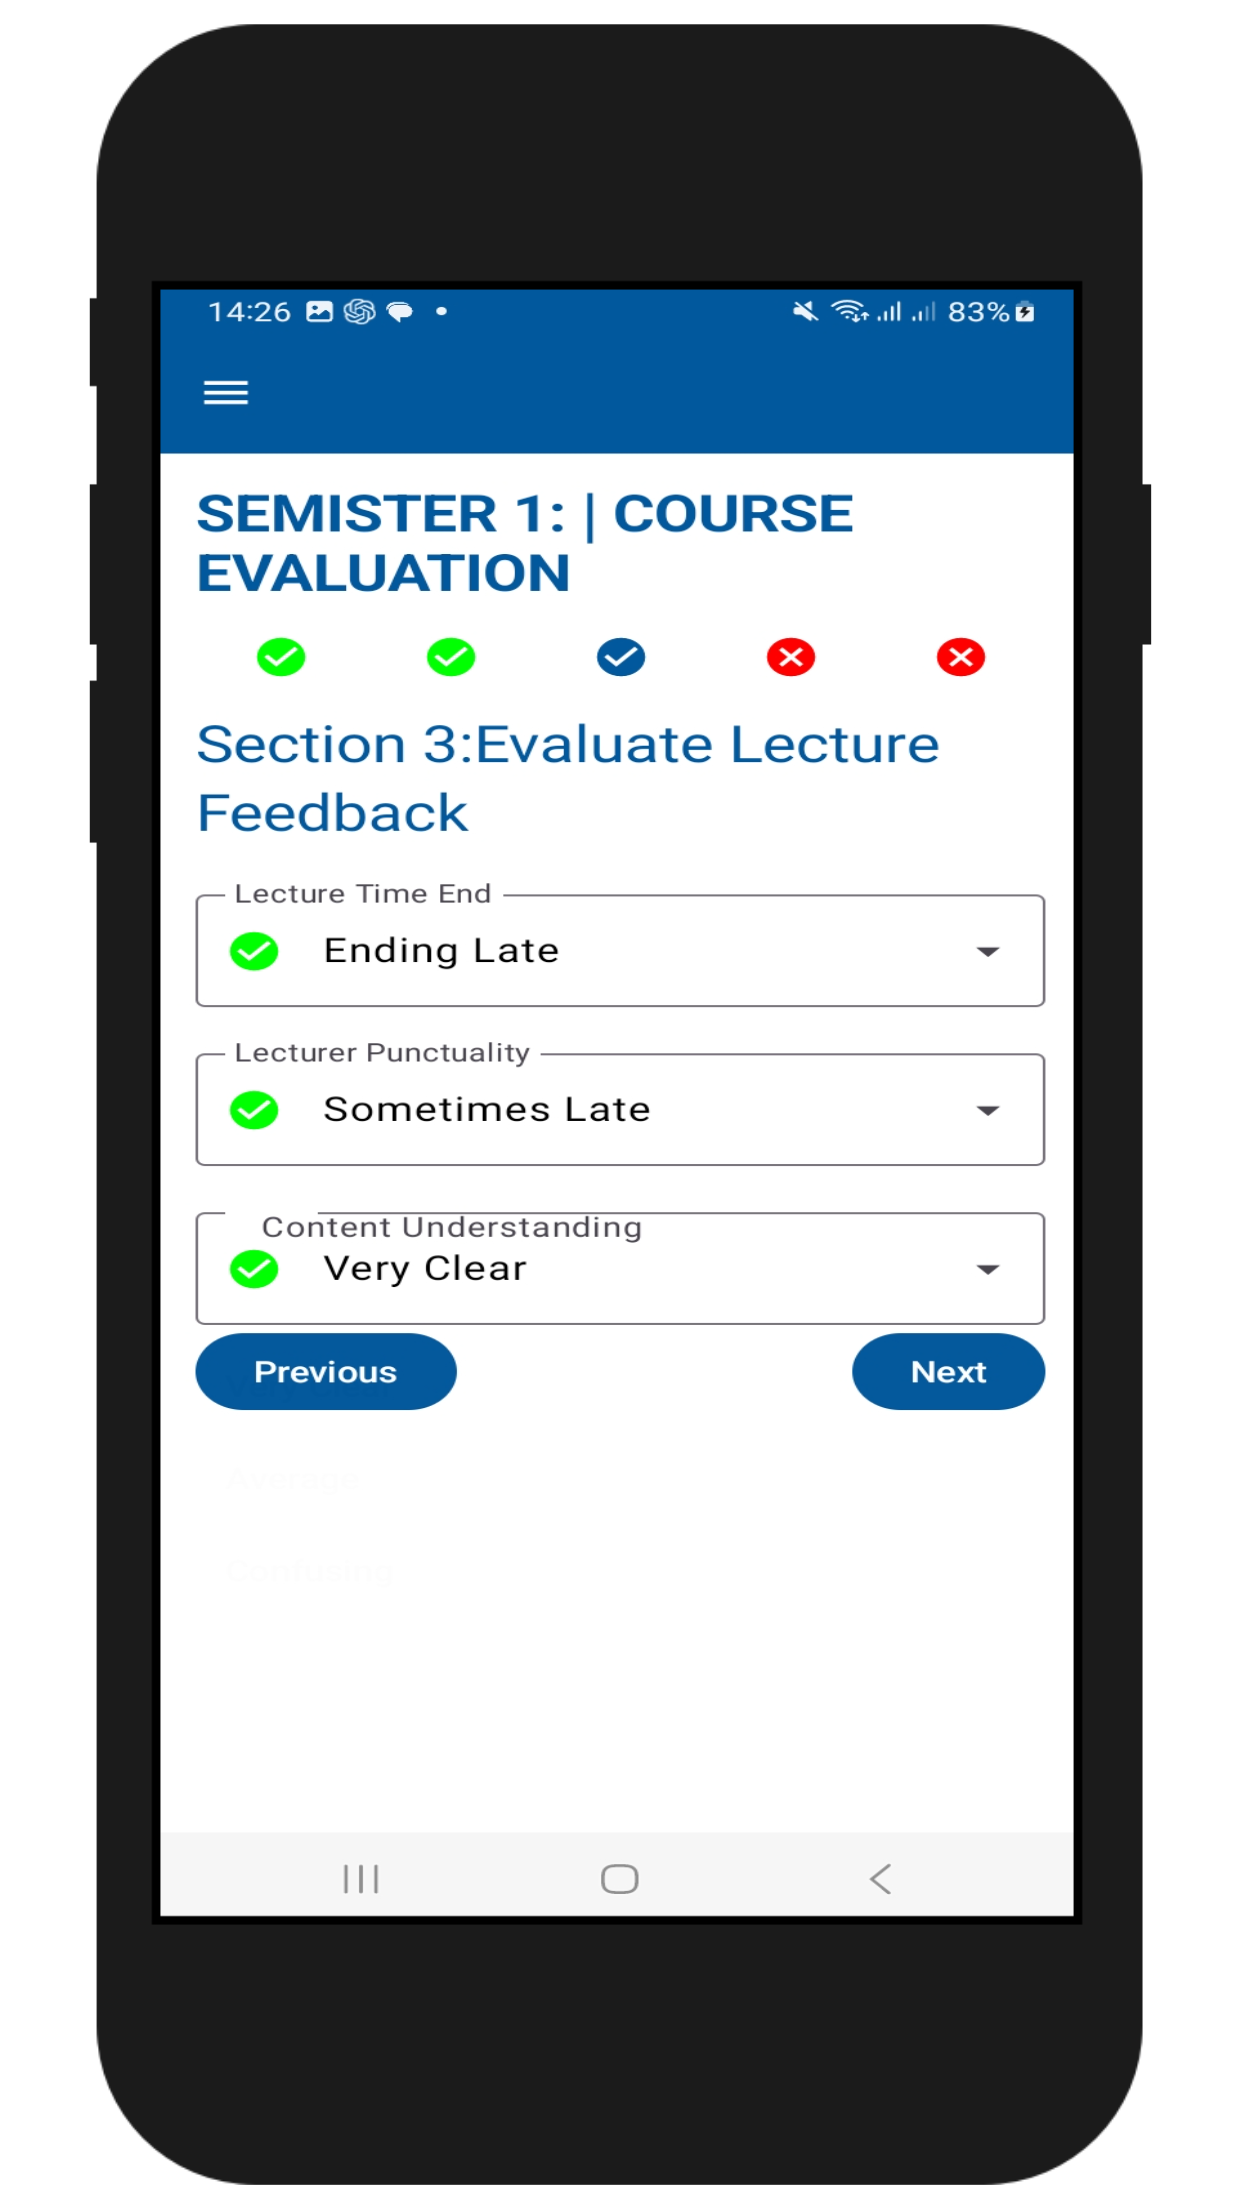 14:26
83%
SEMISTER 1: | COURSE
EVALUATION
Section 3:Evaluate Lecture
Feedback
Lecture Time End
Ending Late
Lecturer Punctuality
Sometimes Late
Content Understanding
Very Clear
Previous
Next
Average
Confusing